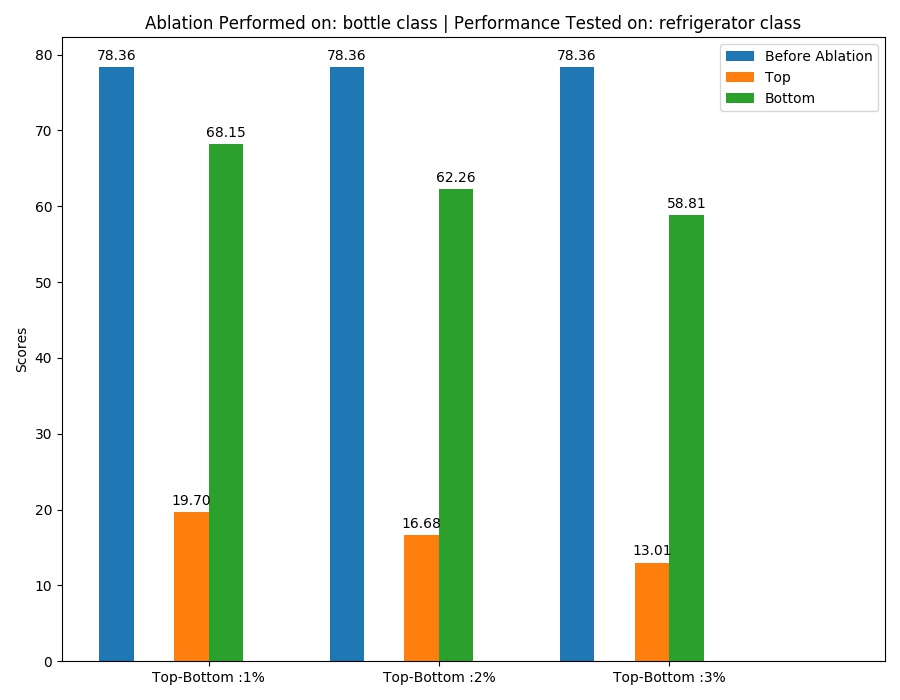 Ablation Performed on: bottle class | Performance Tested on: refrigerator class
Before Ablation
Top
Bottom
80
70
60
50
40
30
20
10
0
Scores
78.36
78.36
78.36
68.15
62.26
58.81
19.70
16.68
13.01
Top-Bottom :1%
Top-Bottom :2%
Top-Bottom :3%